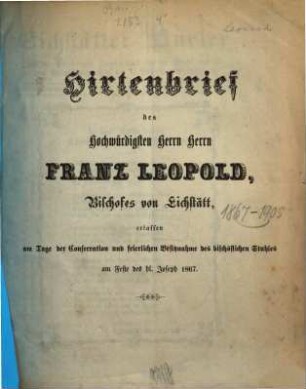 Hirtenbrief
des
Hochwürdigsten Herrn Herrn
FRANZ LEOPOLD,
Bischofes von Eichstätt,
1867-1905
erlassen
am Tage der Consecration und feierlichen Besitznahme des bischöflichen Stuhles
am Feste des hl. Joseph 1867.